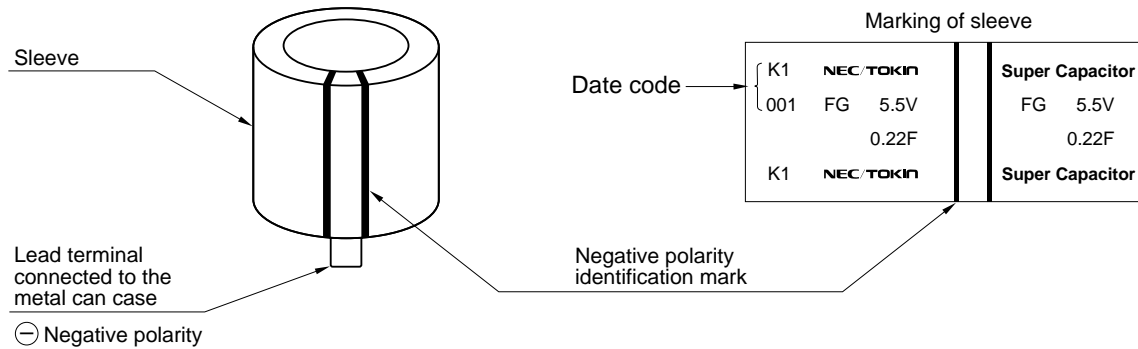 Sleeve
Lead terminal
connected to the
metal can case
⊖ Negative polarity
Negative polarity
identification mark
Marking of sleeve
Date code
K1 NEC/TOKIN Super Capacitor
001 FG 5.5V FG 5.5V
0.22F 0.22F
K1 NEC/TOKIN Super Capacitor